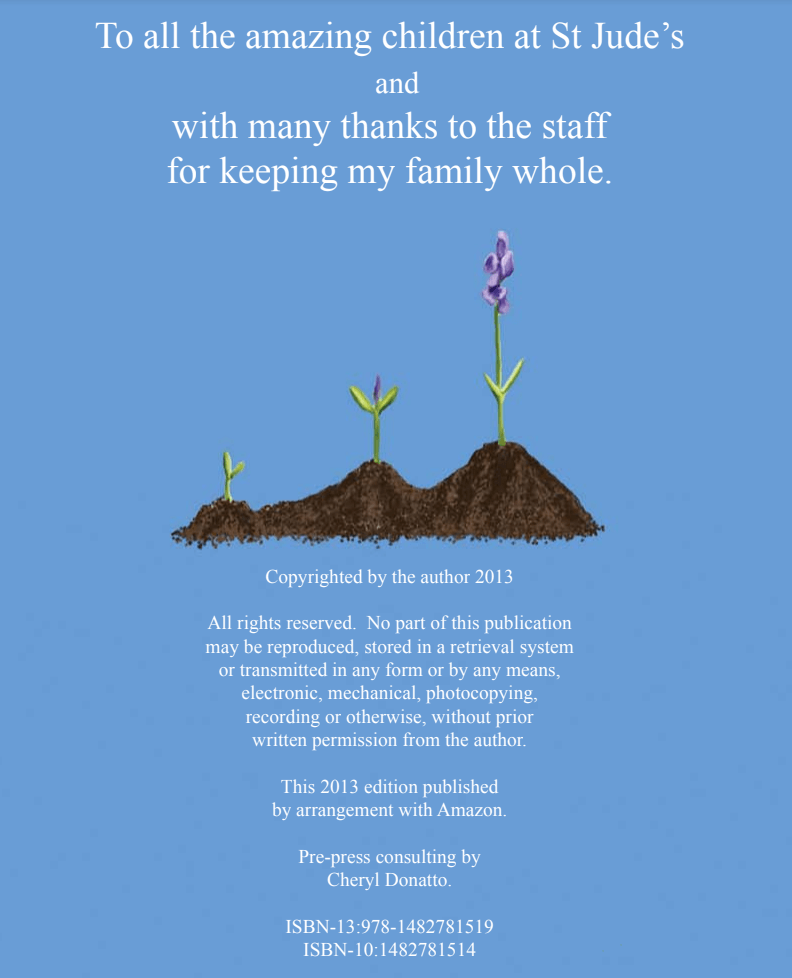 To all the amazing children at St Jude’s
and
with many thanks to the staff
for keeping my family whole.
Copyrighted by the author 2013
All rights reserved.  No part of this publication
may be reproduced, stored in a retrieval system
or transmitted in any form or by any means,
electronic, mechanical, photocopying,
recording or otherwise, without prior
written permission from the author.
This 2013 edition published
by arrangement with Amazon.
Pre-press consulting by
Cheryl Donatto.
ISBN-13:978-1482781519
ISBN-10:1482781514